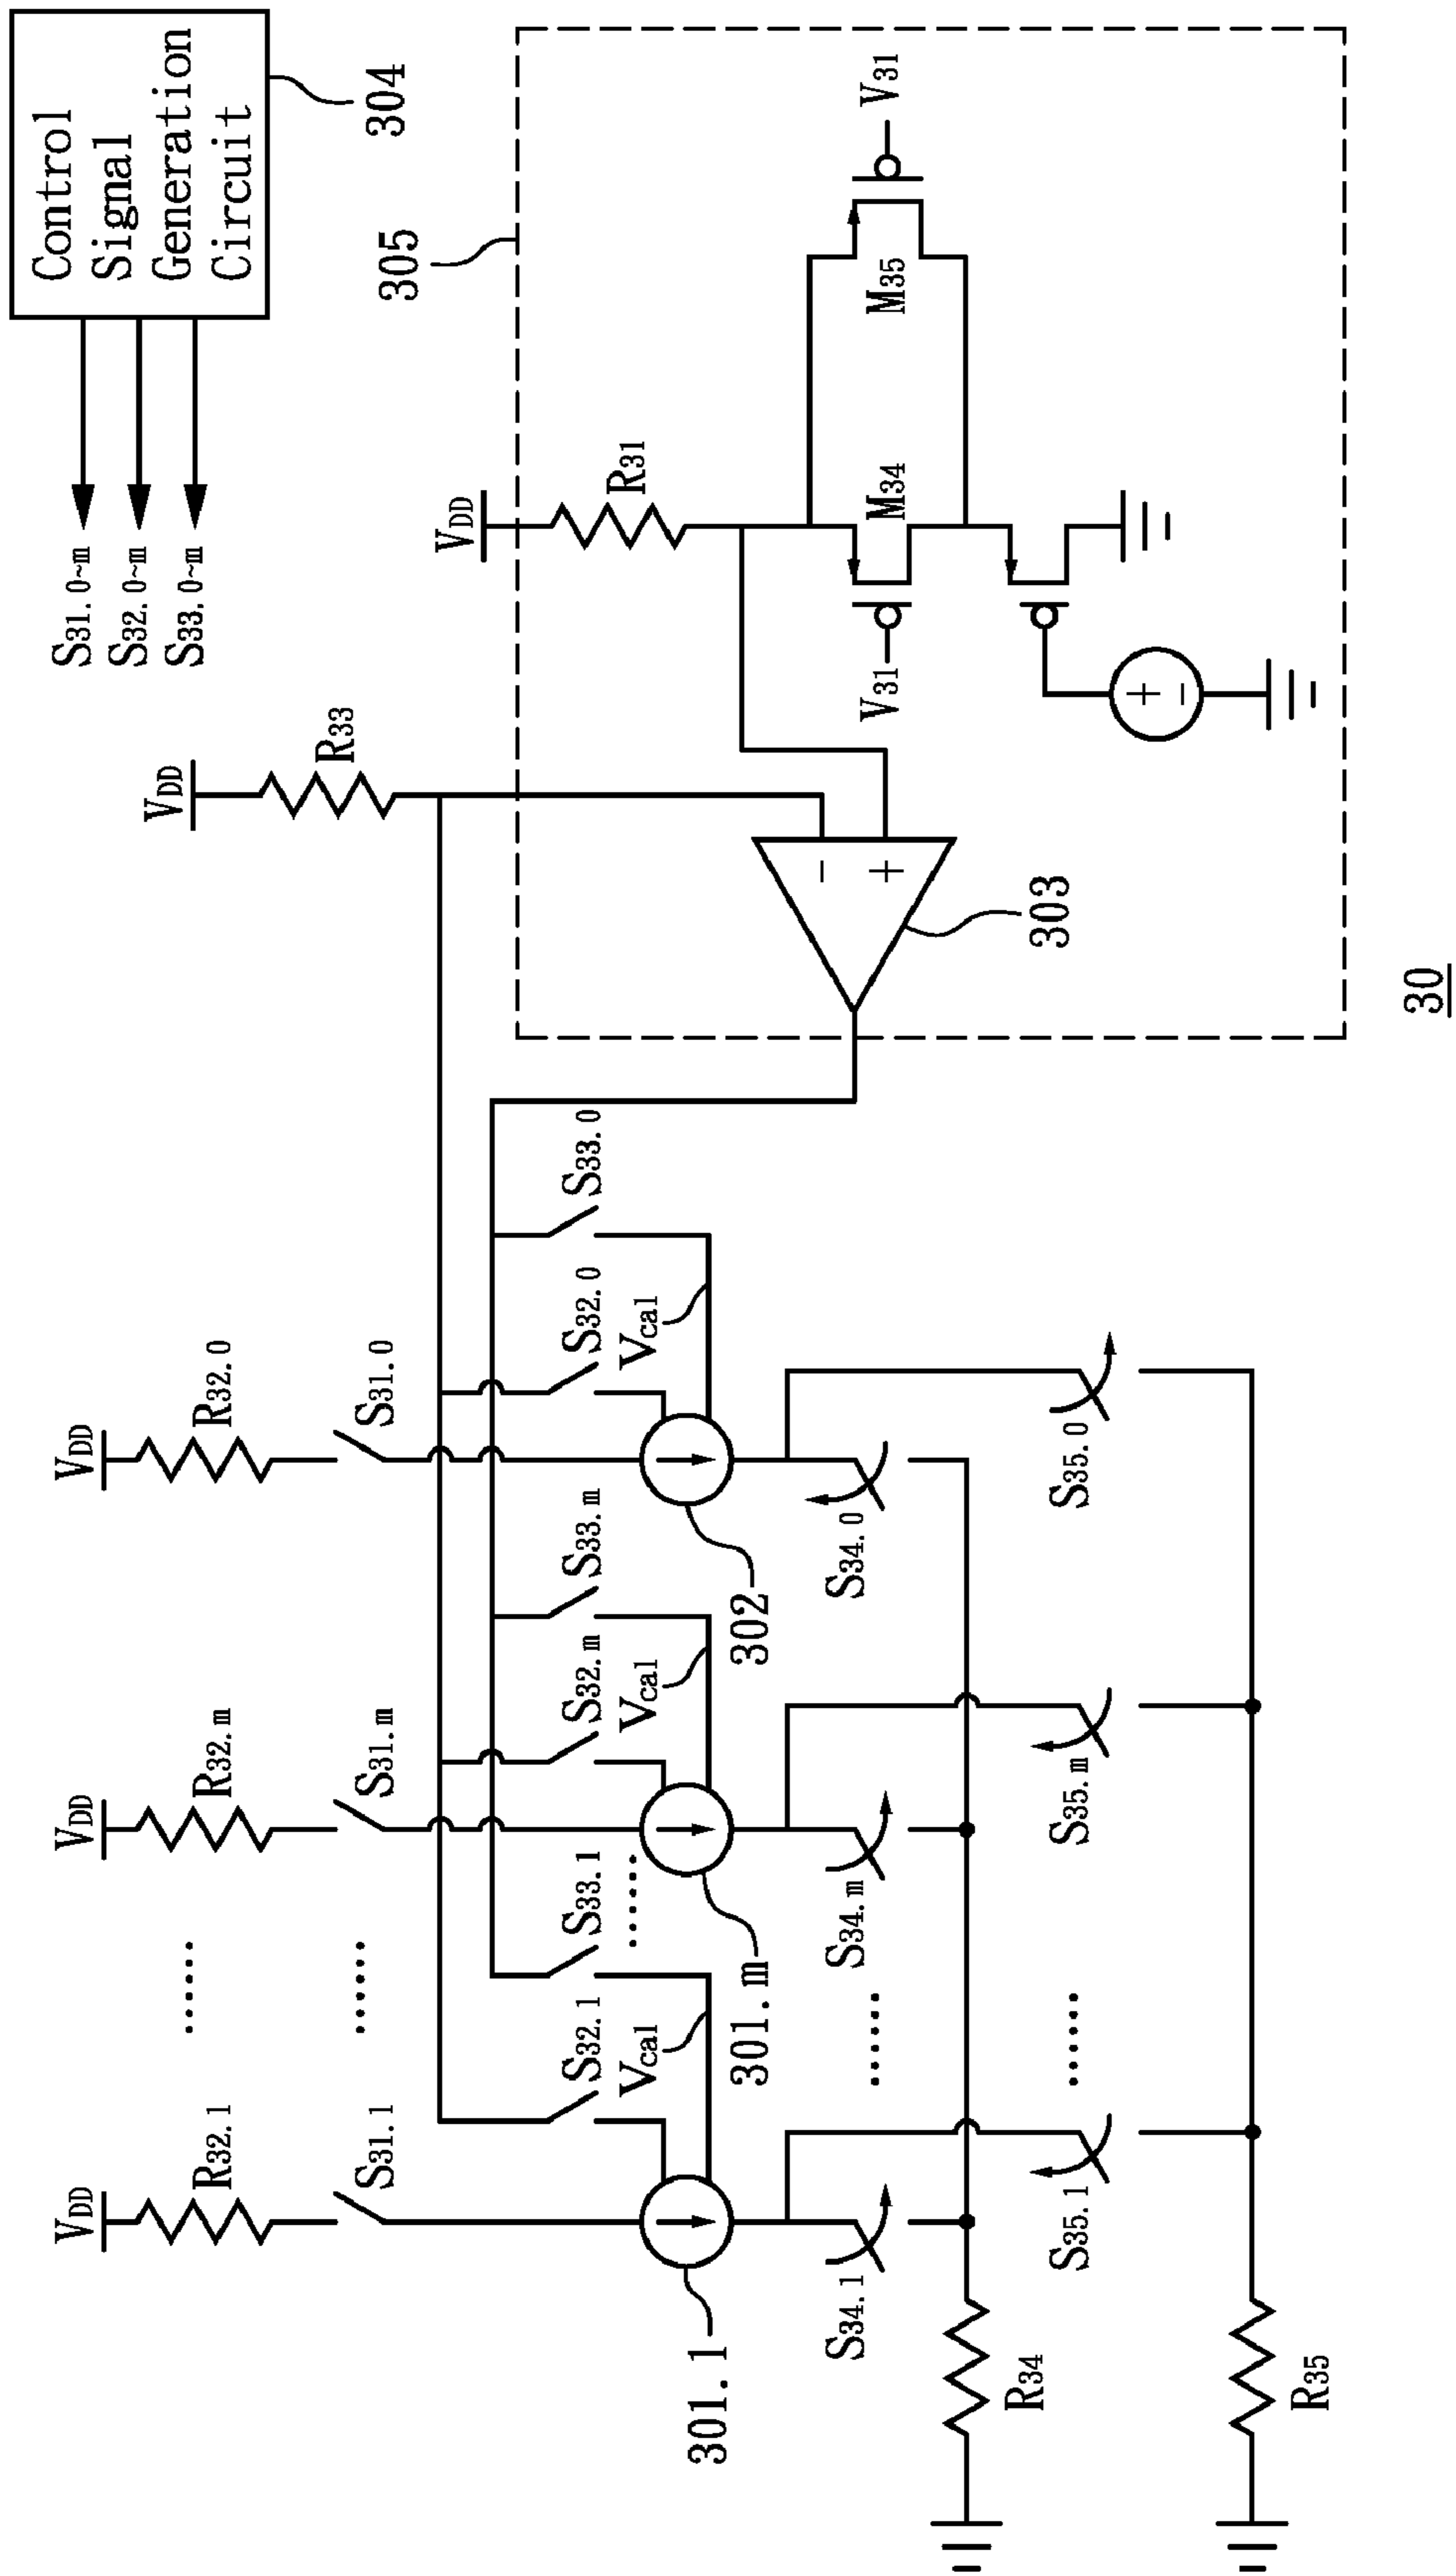 Control
Signal
Generation
Circuit
304
S31.0~m
S32.0~m
S33.0~m
305
VDD
R31
V31
M35
M34
V31
+
-
VDD
R33
-
+
303
30
VDD
R32.1
S31.1
S32.1
S33.1
Vcal
301.1
S34.1
S35.1
......
......
......
......
......
VDD
R32.m
S31.m
S32.m
S33.m
Vcal
301.m
S34.m
S35.m
VDD
R32.0
S31.0
S32.0
S33.0
Vcal
302
S34.0
S35.0
R34
R35